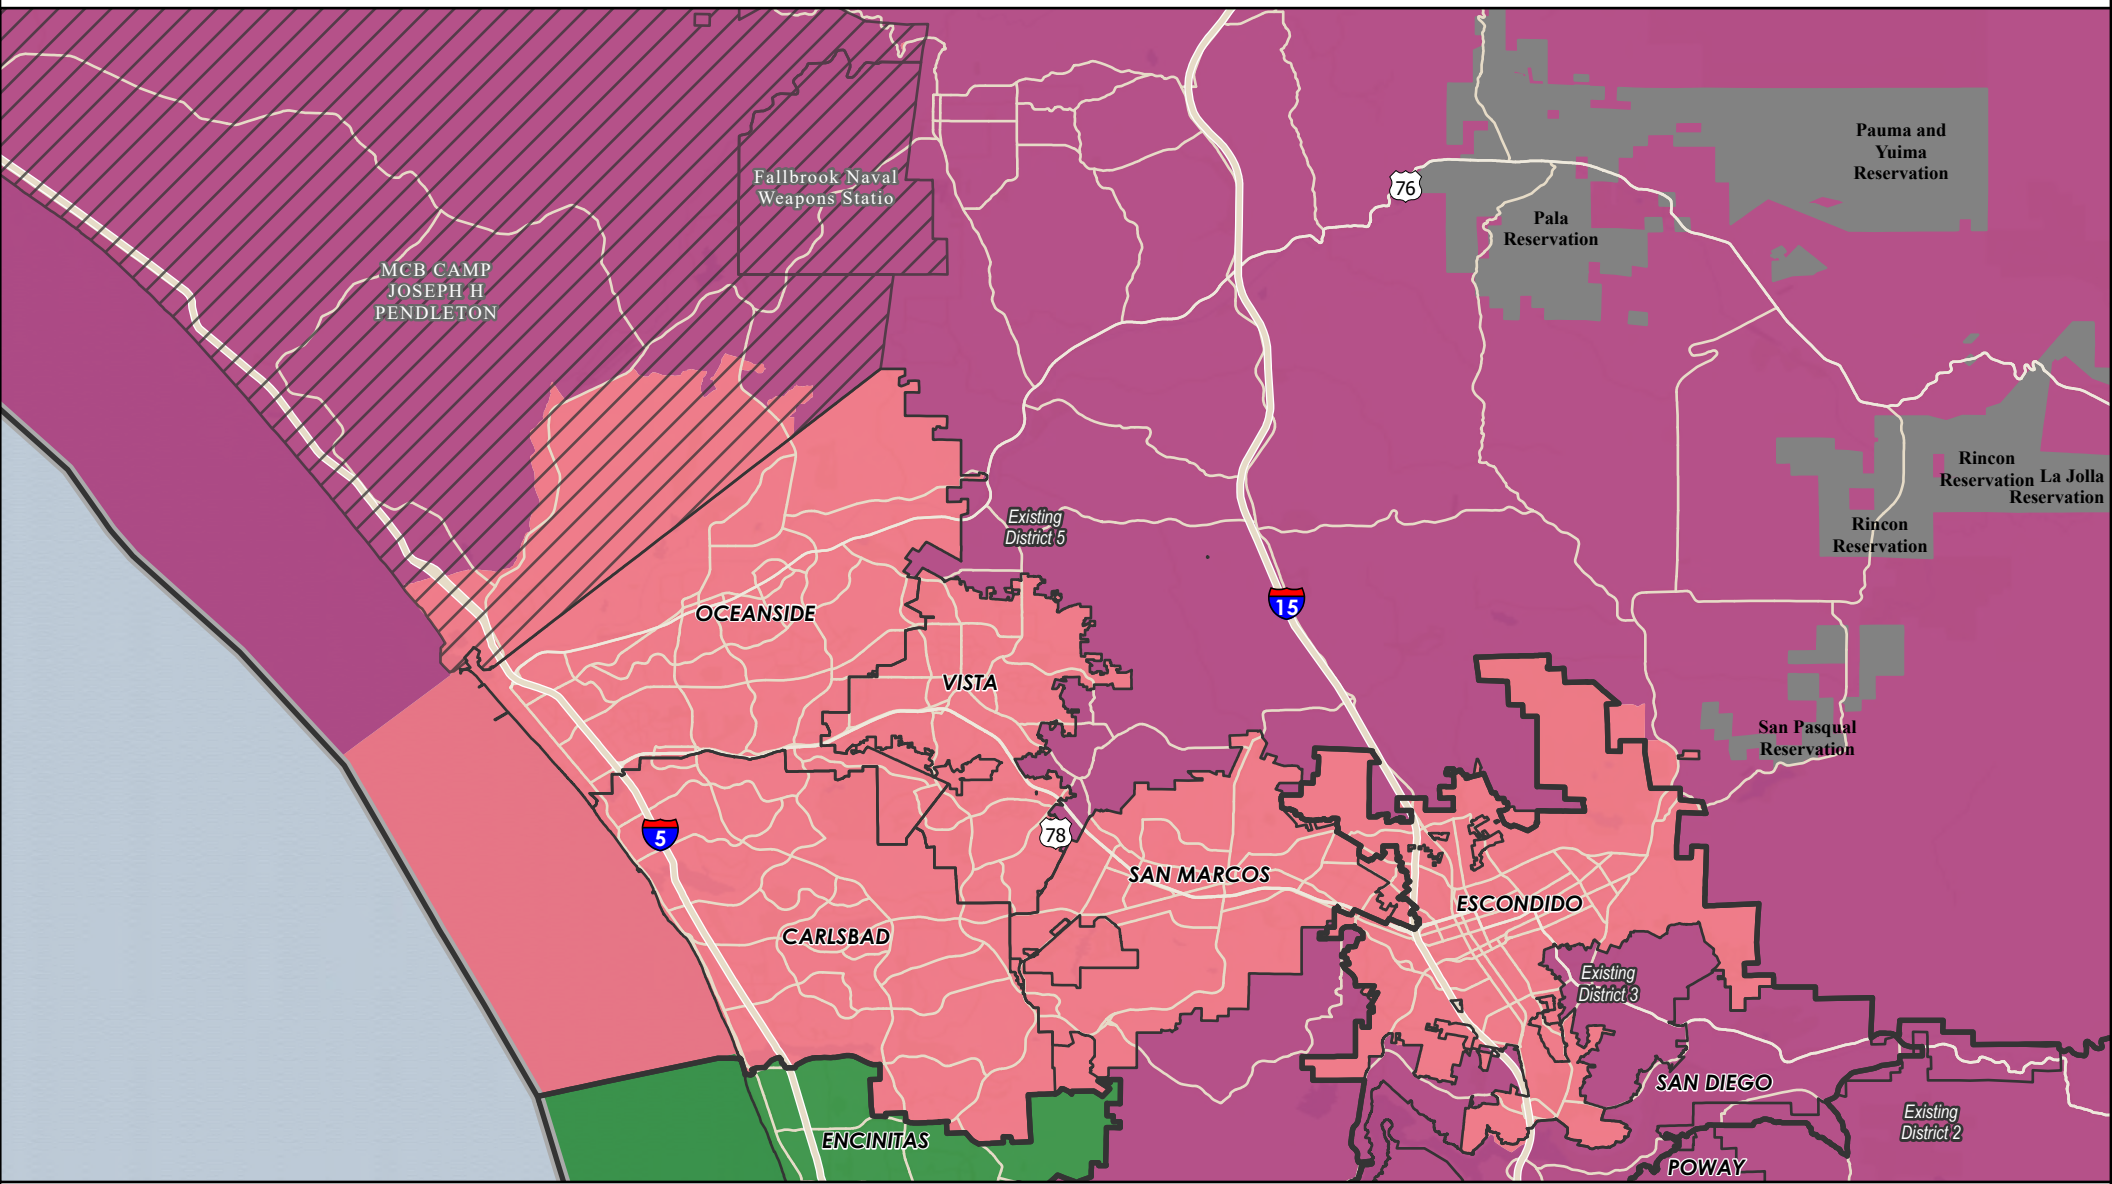 Pauma and
Yuima
Reservation
Fallbrook Naval
Weapons Statio
76
Pala
Reservation
MCB CAMP
JOSEPH H
PENDLETON
Rincon
Reservation
La Jolla
Reservation
Existing
District 5
Rincon
Reservation
15
OCEANSIDE
VISTA
San Pasqual
Reservation
5
78
SAN MARCOS
ESCONDIDO
CARLSBAD
Existing
District 3
SAN DIEGO
Existing
District 2
ENCINITAS
POWAY